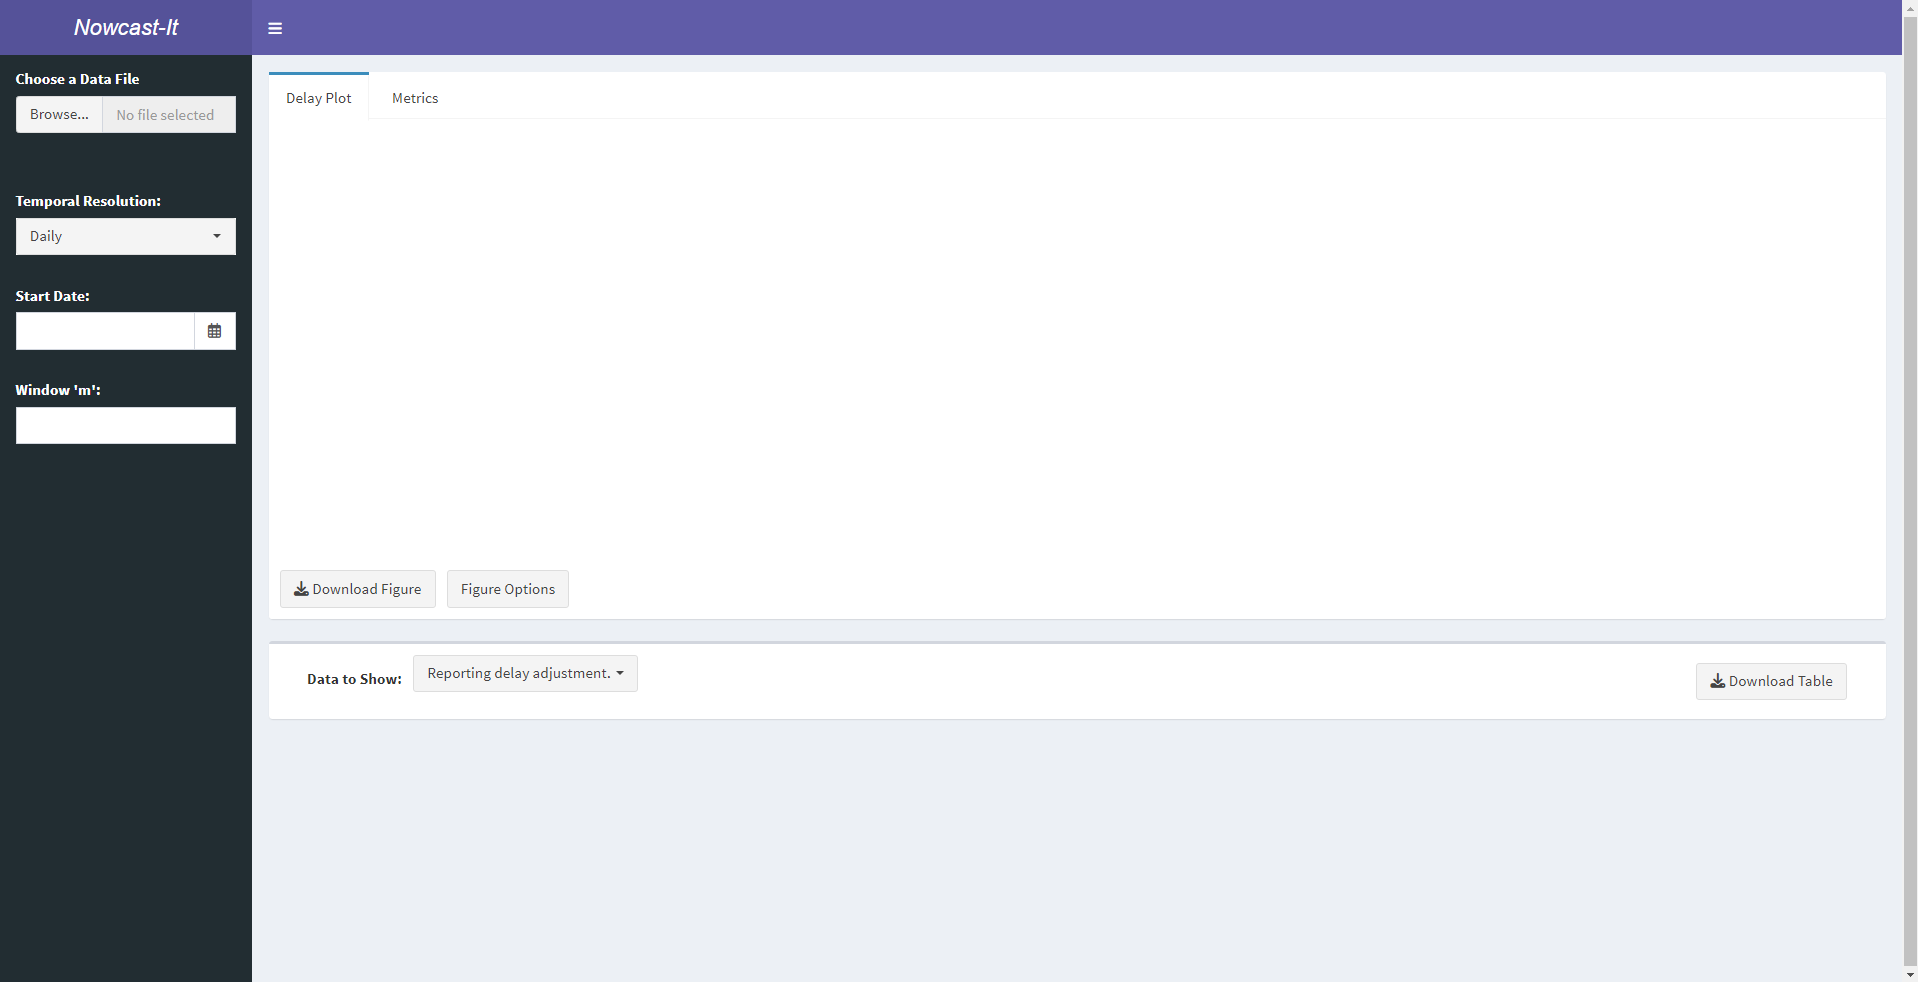 Nowcast-It
Choose a Data File
Browse... No file selected
Temporal Resolution:
Daily
Start Date:
Window 'm':
Delay Plot Metrics
Download Figure Figure Options
Data to Show: Reporting delay adjustment. Download Table